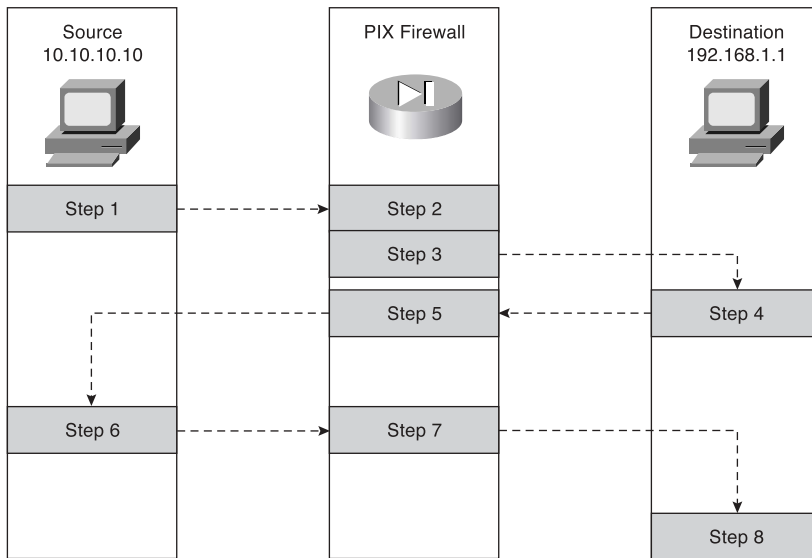 Source
10.10.10.10
PIX Firewall
Destination
192.168.1.1
Step 1
Step 2
Step 3
Step 5
Step 4
Step 6
Step 7
Step 8